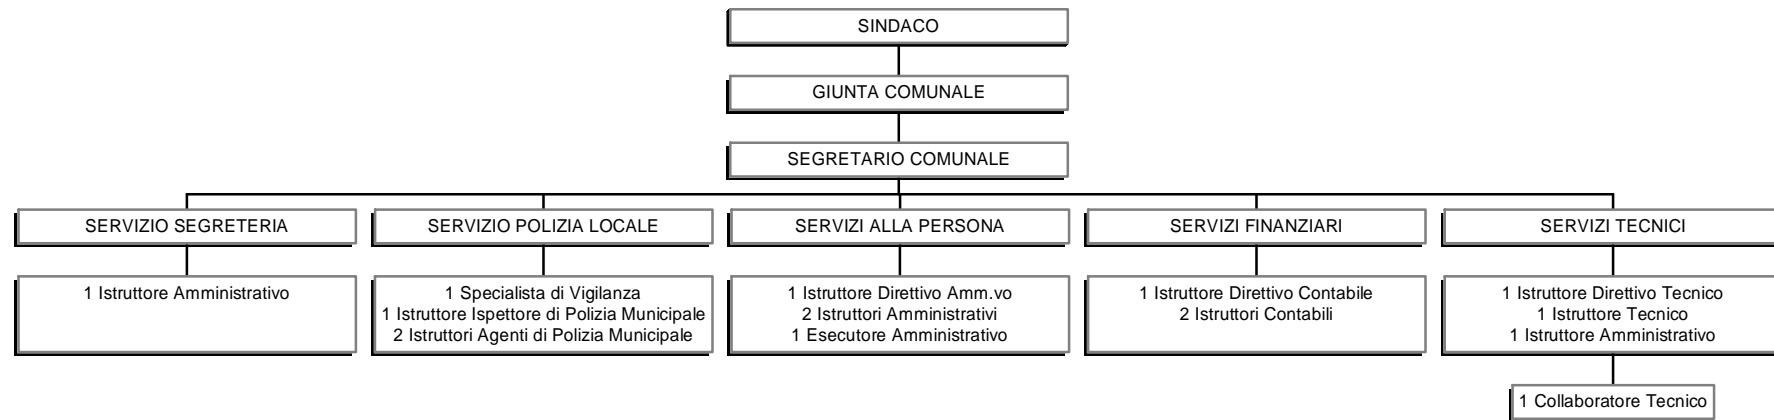 SINDACO
GIUNTA COMUNALE
SEGRETARIO COMUNALE
SERVIZIO SEGRETERIA
SERVIZIO POLIZIA LOCALE
SERVIZI ALLA PERSONA
SERVIZI FINANZIARI
SERVIZI TECNICI
1 Istruttore Amministrativo
1 Specialista di Vigilanza
1 Istruttore Ispettore di Polizia Municipale
2 Istruttori Agenti di Polizia Municipale
1 Istruttore Direttivo Amm.vo
2 Istruttori Amministrativi
1 Esecutore Amministrativo
1 Istruttore Direttivo Contabile
2 Istruttori Contabili
1 Istruttore Direttivo Tecnico
1 Istruttore Tecnico
1 Istruttore Amministrativo
1 Collaboratore Tecnico